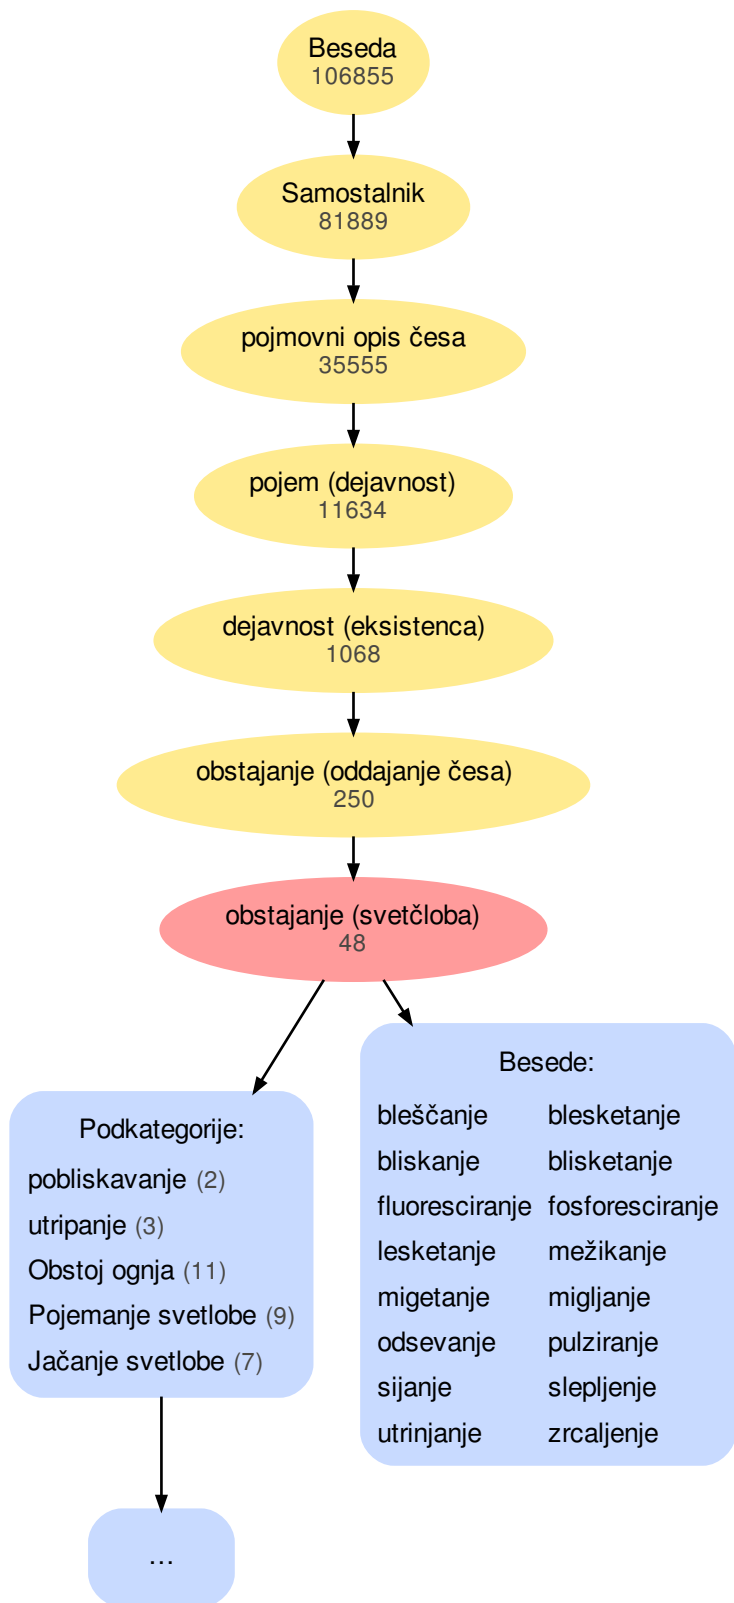 Beseda
106855
Samostalnik
81889
pojmovni opis česa
35555
pojem (dejavnost)
11634
dejavnost (eksistenca)
1068
obstajanje (oddajanje česa)
250
obstajanje (svetčloba)
48
Podkategorije:
pobliskavanje (2)
utripanje (3)
Obstoj ognja (11)
Pojemanje svetlobe (9)
Jačanje svetlobe (7)
Besede:
bleščanje blesketanje
bliskanje blisketanje
fluoresciranje fosforesciranje
lesketanje mežikanje
migetanje migljanje
odsevanje pulziranje
sijanje slepljenje
utrinjanje zrcaljenje
...